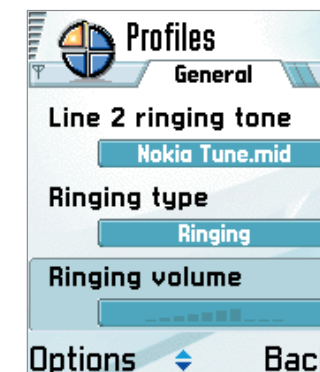 Profiles
General
Line 2 ringing tone
Nokia Tune.mid
Ringing type
Ringing
Ringing volume
Options Bac